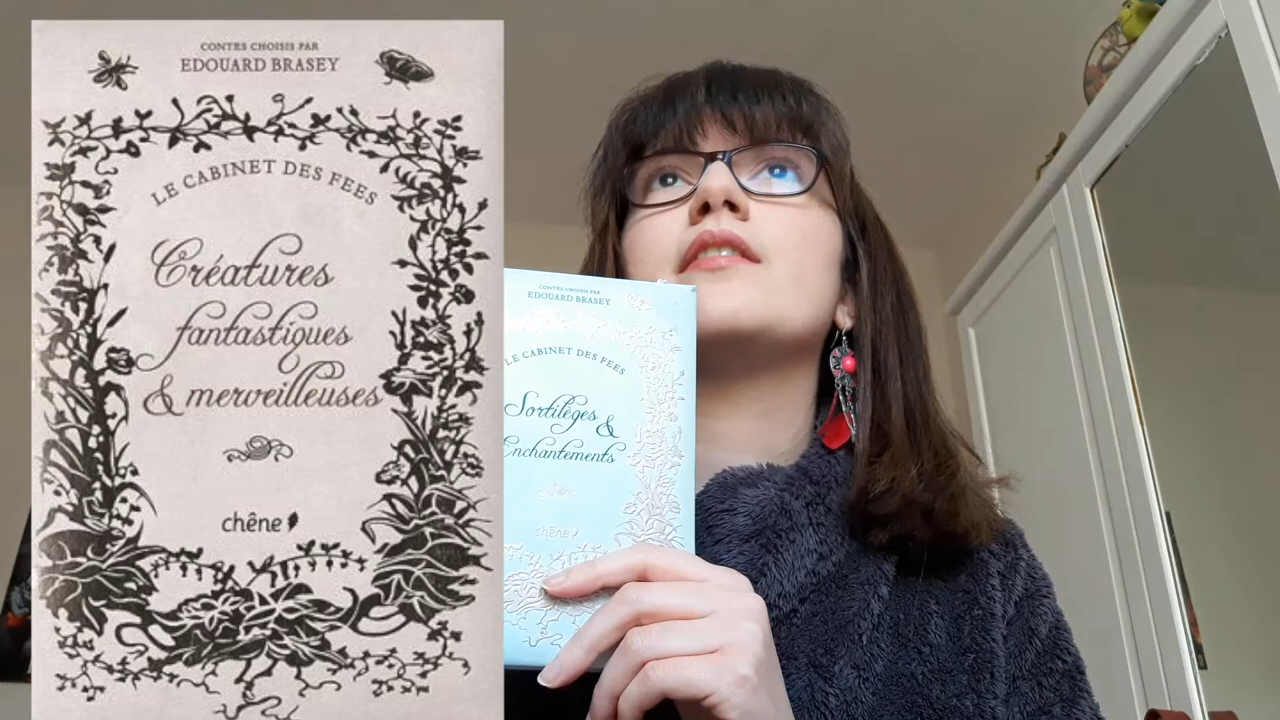 CONTES CHOISIS PAR
EDOUARD BRASEY
LE CABINET DES FEES
Créatures
fantastiques
& merveilleuses
chêne
CONTES CHOISIS PAR
EDOUARD BRASEY
LE CABINET DES FEES
Sortilèges &
Enchantements
chêne